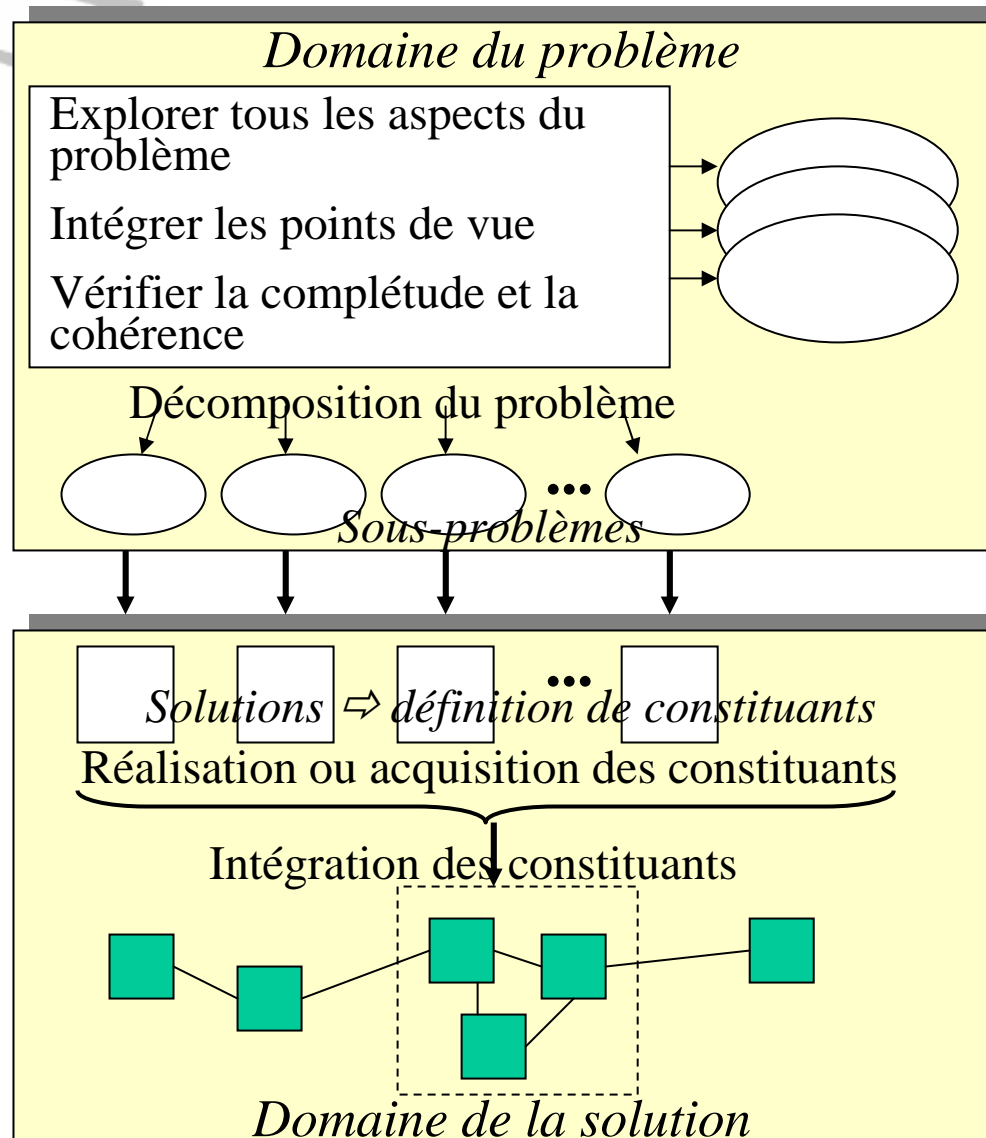 Domaine du problème
Explorer tous les aspects du
problème
Intégrer les points de vue
Vérifier la complétude et la
cohérence
Décomposition du problème
...
Sous-problèmes
...
Solutions ⇨ définition de constituants
Réalisation ou acquisition des constituants
Intégration des constituants
Domaine de la solution